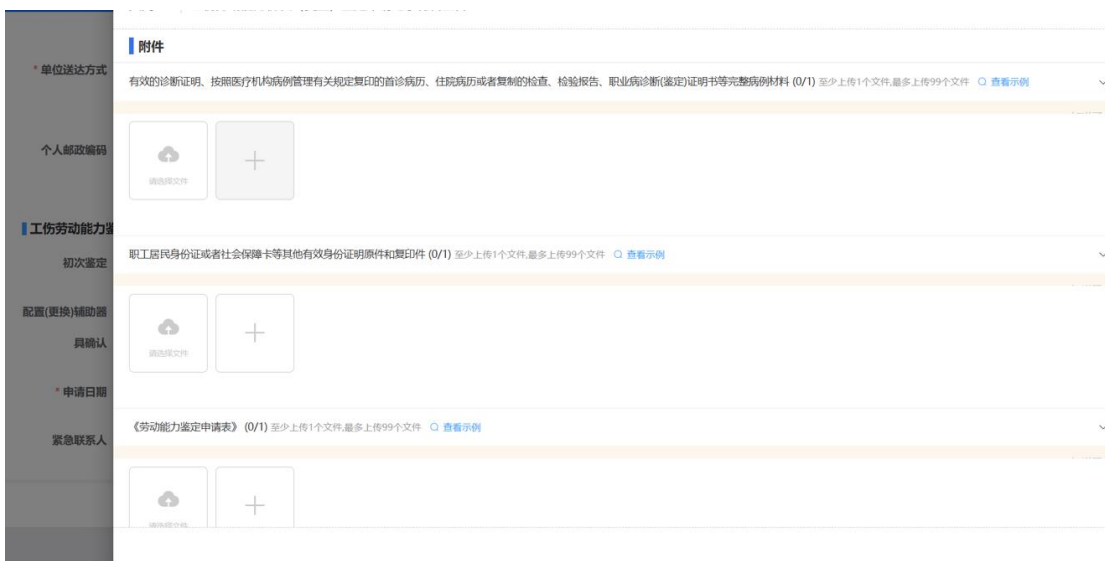 附件
* 单位送达方式
有效的诊断证明、按照医疗机构病例管理有关规定复印的首诊病历、住院病历或者复制的检查、检验报告、职业病诊断(鉴定)证明书等完整病例材料 (0/1) 至少上传1个文件,最多上传99个文件 查看示例
个人邮政编码
请选择文件
工伤劳动能力鉴
职工居民身份证或者社会保障卡等其他有效身份证明原件和复印件 (0/1) 至少上传1个文件,最多上传99个文件 查看示例
初次鉴定
配置(更换)辅助器
具确认
请选择文件
* 申请日期
《劳动能力鉴定申请表》 (0/1) 至少上传1个文件,最多上传99个文件 查看示例
紧急联系人
请选择文件